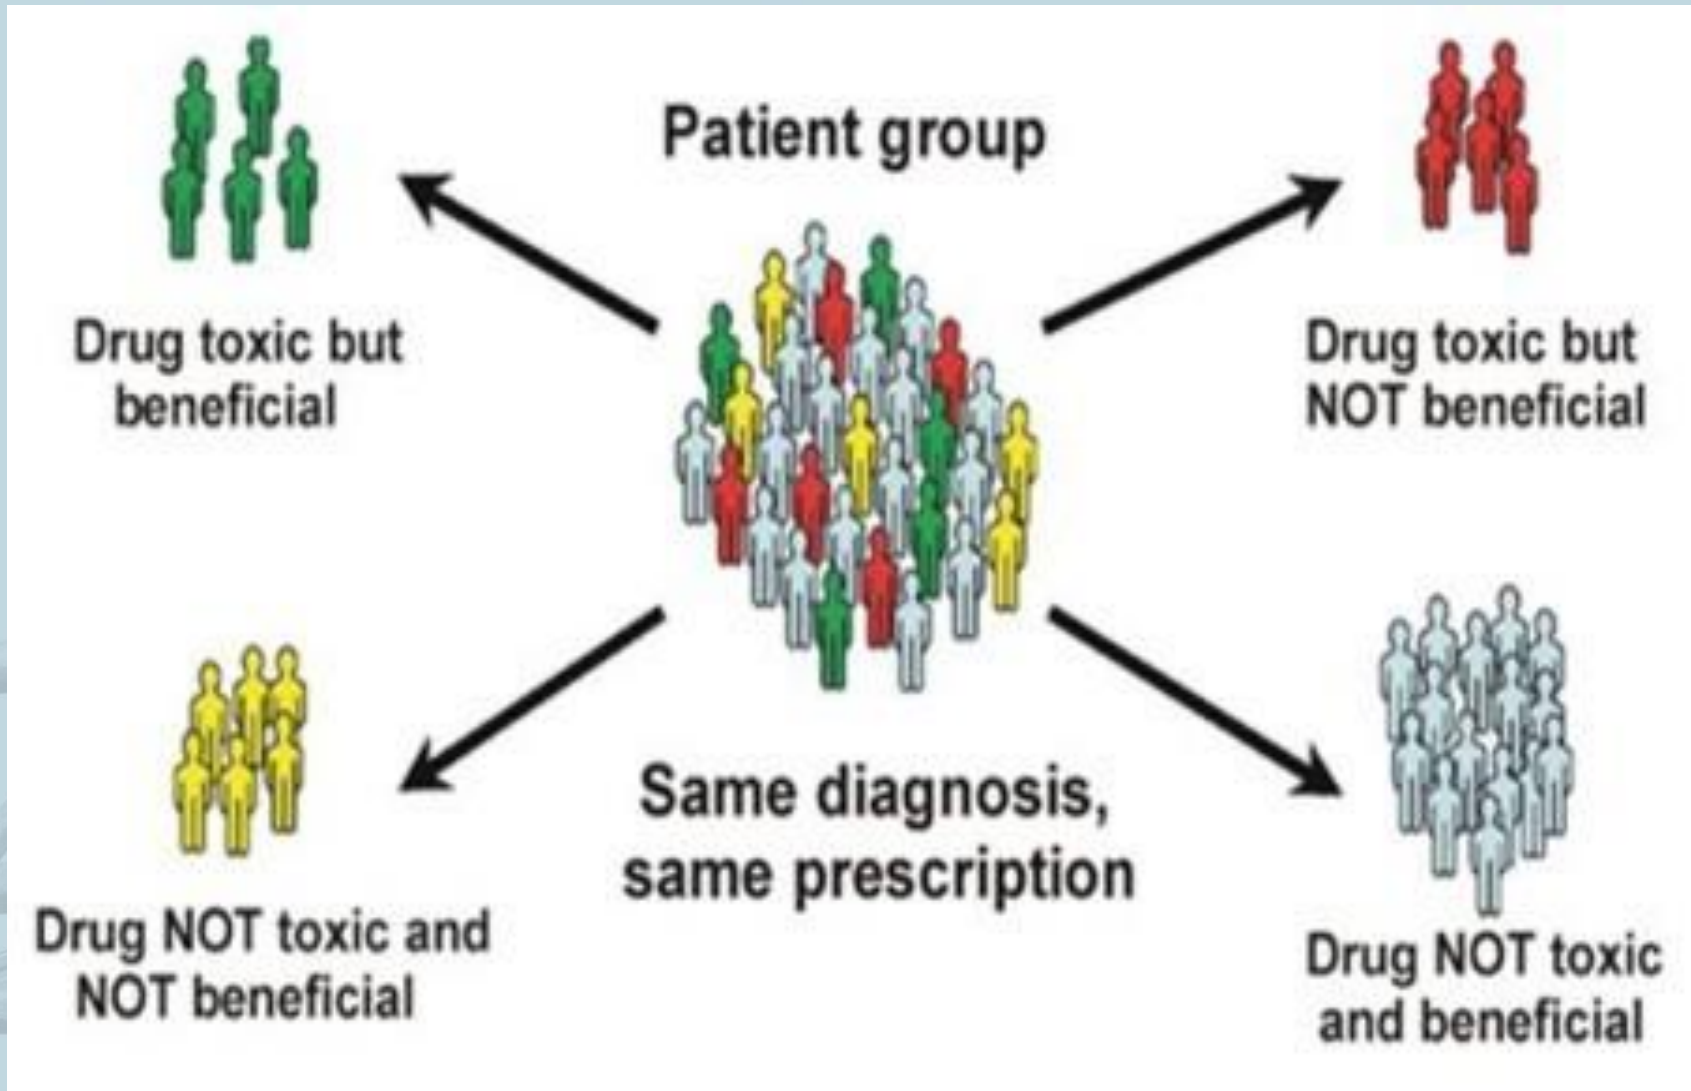 Patient group
Drug toxic but
beneficial
Drug toxic but
NOT beneficial
Same diagnosis,
same prescription
Drug NOT toxic and
NOT beneficial
Drug NOT toxic
and beneficial